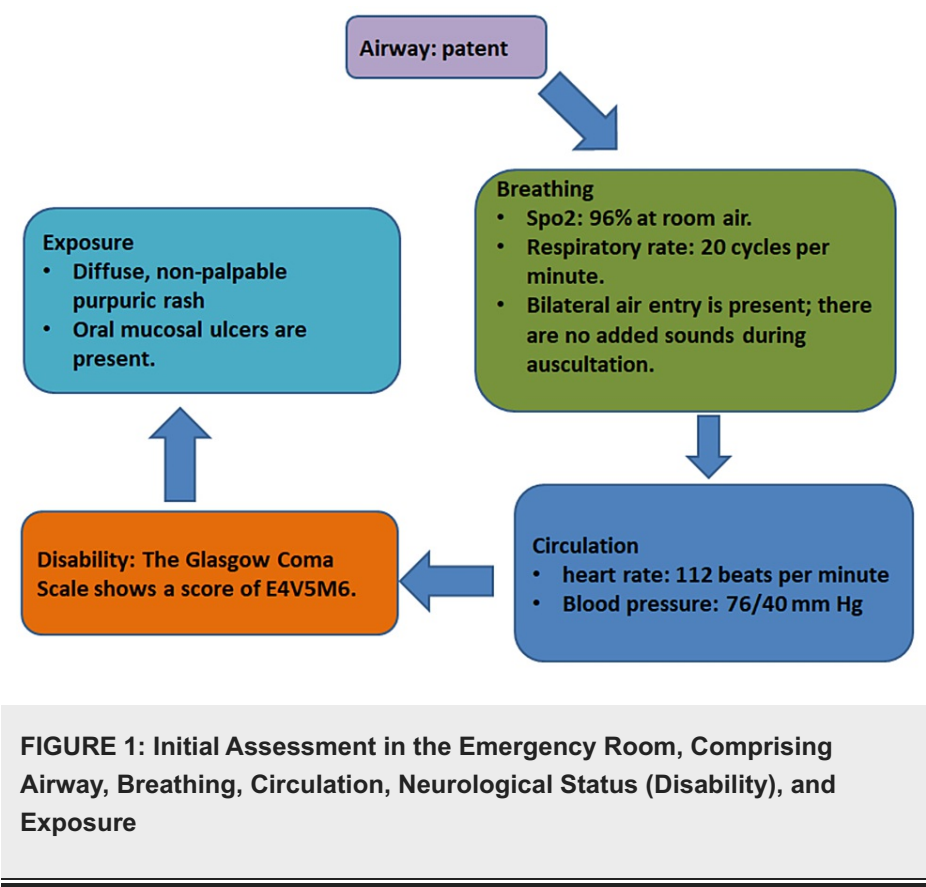 Airway: patent
Breathing
• Spo2: 96% at room air.
• Respiratory rate: 20 cycles per
minute.
• Bilateral air entry is present; there
are no added sounds during
auscultation.
Circulation
• heart rate: 112 beats per minute
• Blood pressure: 76/40 mm Hg
Disability: The Glasgow Coma
Scale shows a score of E4V5M6.
Exposure
• Diffuse, non-palpable
purpuric rash
• Oral mucosal ulcers are
present.
FIGURE 1: Initial Assessment in the Emergency Room, Comprising
Airway, Breathing, Circulation, Neurological Status (Disability), and
Exposure